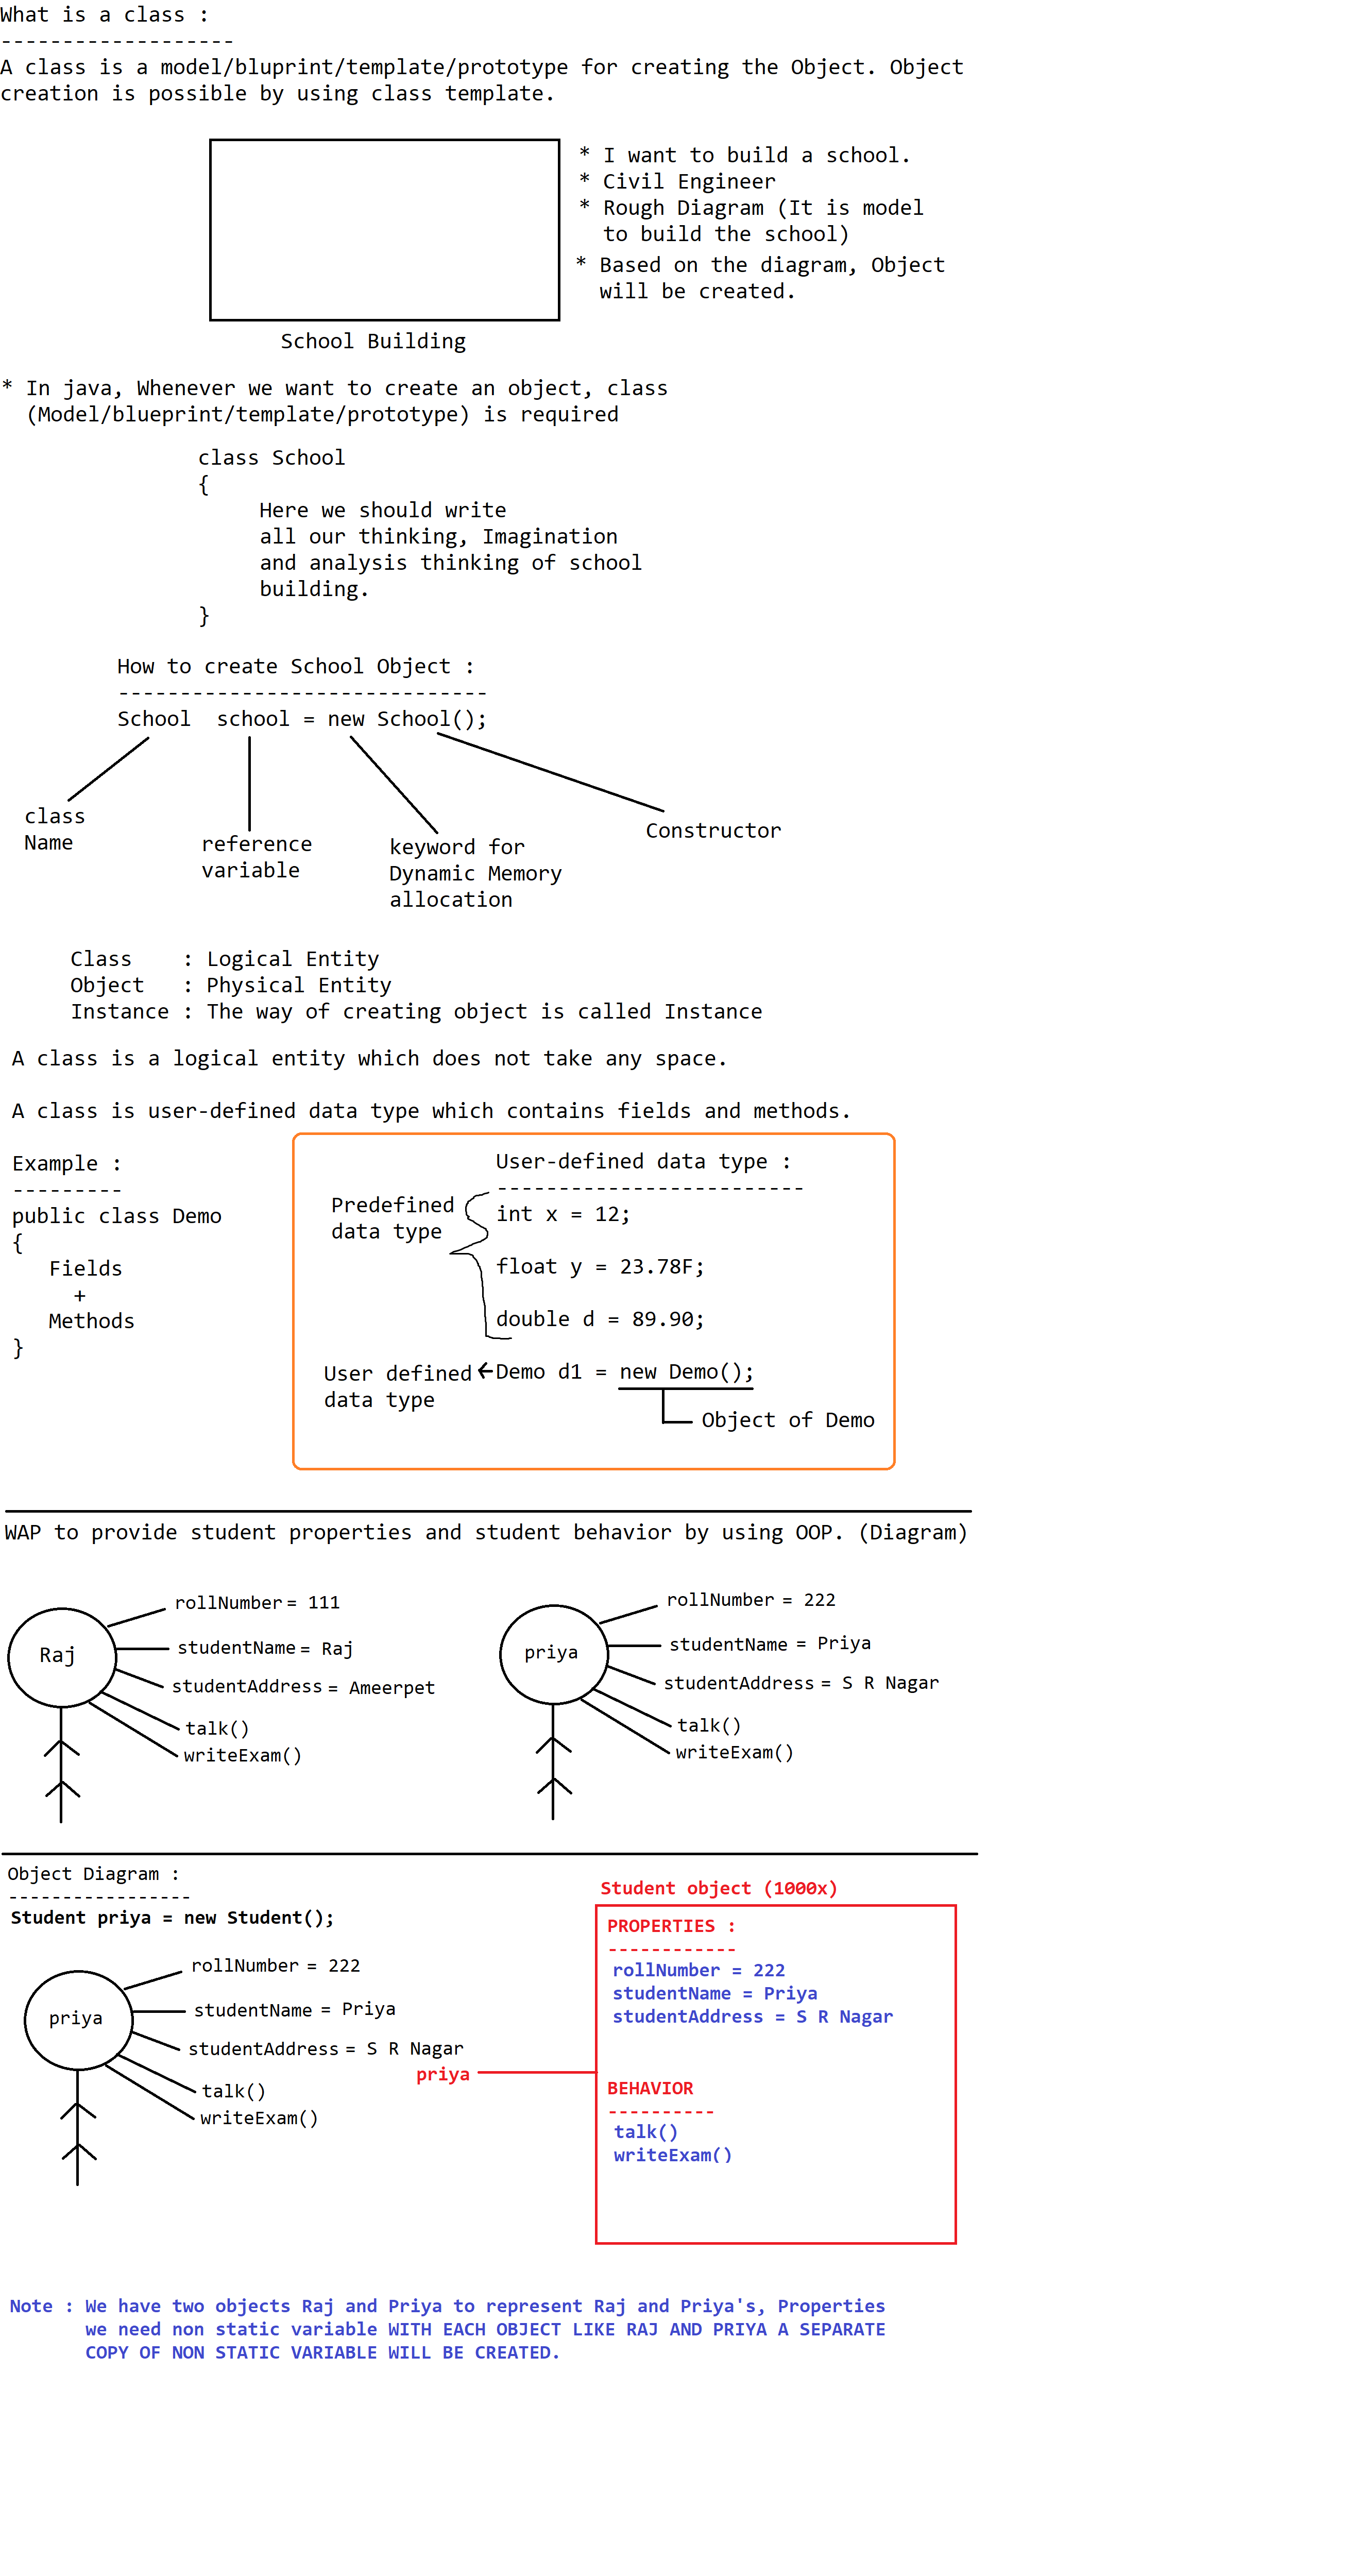 What is a class :
-------------------
A class is a model/bluprint/template/prototype for creating the Object. Object
creation is possible by using class template.
* I want to build a school.
* Civil Engineer
* Rough Diagram (It is model
to build the school)
* Based on the diagram, Object
will be created.
School Building
* In java, Whenever we want to create an object, class
(Model/blueprint/template/prototype) is required
class School
{
Here we should write
all our thinking, Imagination
and analysis thinking of school
building.
}
How to create School Object :
------------------------------
School school = new School();
class
Name
reference
variable
keyword for
Dynamic Memory
allocation
Constructor
Class : Logical Entity
Object : Physical Entity
Instance : The way of creating object is called Instance
A class is a logical entity which does not take any space.
A class is user-defined data type which contains fields and methods.
Example :
---------
public class Demo
{
Fields
+
Methods
}
User-defined data type :
-------------------------
Predefined
data type
int x = 12;
float y = 23.78F;
double d = 89.90;
User defined
data type
Demo d1 = new Demo();
Object of Demo
WAP to provide student properties and student behavior by using OOP. (Diagram)
Raj
rollNumber = 111
studentName = Raj
studentAddress = Ameerpet
talk()
writeExam()
priya
rollNumber = 222
studentName = Priya
studentAddress = S R Nagar
talk()
writeExam()
Object Diagram :
-----------------
Student priya = new Student();
priya
rollNumber = 222
studentName = Priya
studentAddress = S R Nagar
talk()
writeExam()
priya
Student object (1000x)
PROPERTIES :
------------
rollNumber = 222
studentName = Priya
studentAddress = S R Nagar
BEHAVIOR
----------
talk()
writeExam()
Note : We have two objects Raj and Priya to represent Raj and Priya's, Properties
we need non static variable WITH EACH OBJECT LIKE RAJ AND PRIYA A SEPARATE
COPY OF NON STATIC VARIABLE WILL BE CREATED.